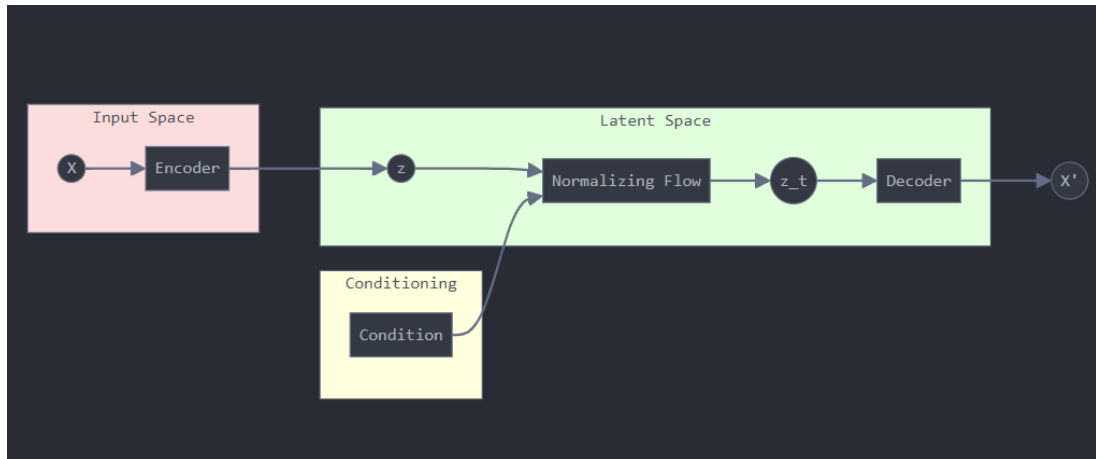 Input Space
X
Encoder
Latent Space
z
Normalizing Flow
z_t
Decoder
X'
Conditioning
Condition